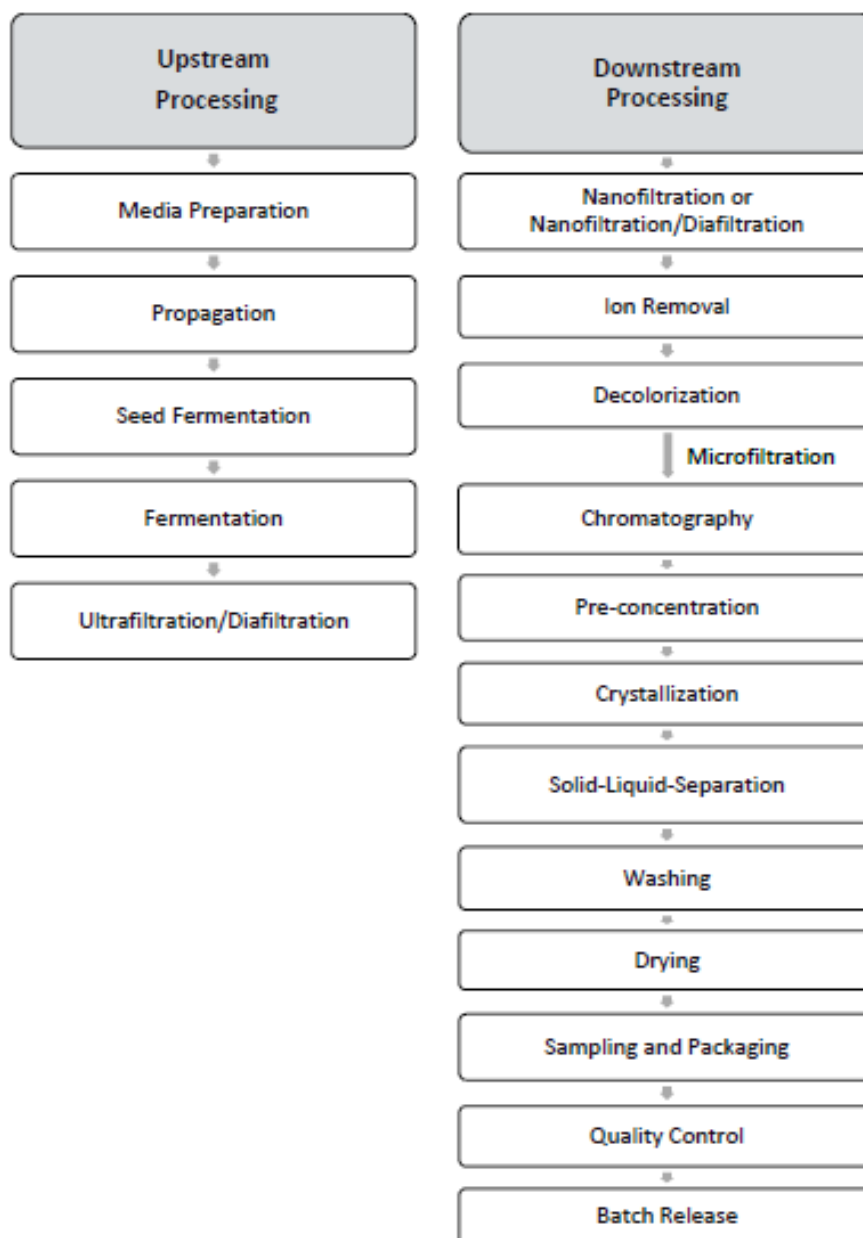 Upstream
Processing
Media Preparation
Propagation
Seed Fermentation
Fermentation
Ultrafiltration/Diafiltration
Downstream
Processing
Nanofiltration or
Nanofiltration/Diafiltration
Ion Removal
Decolorization
Microfiltration
Chromatography
Pre-concentration
Crystallization
Solid-Liquid-Separation
Washing
Drying
Sampling and Packaging
Quality Control
Batch Release